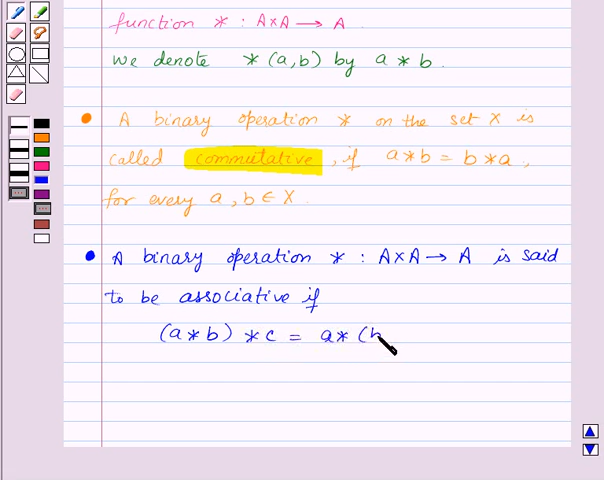 function * : A×A → A
we denote *(a,b) by a * b.
A binary operation * on the set X is
called commutative, if a*b = b*a,
for every a, b ∈ X.
A binary operation * : A×A → A is said
to be associative if
(a * b) * c = a * (b